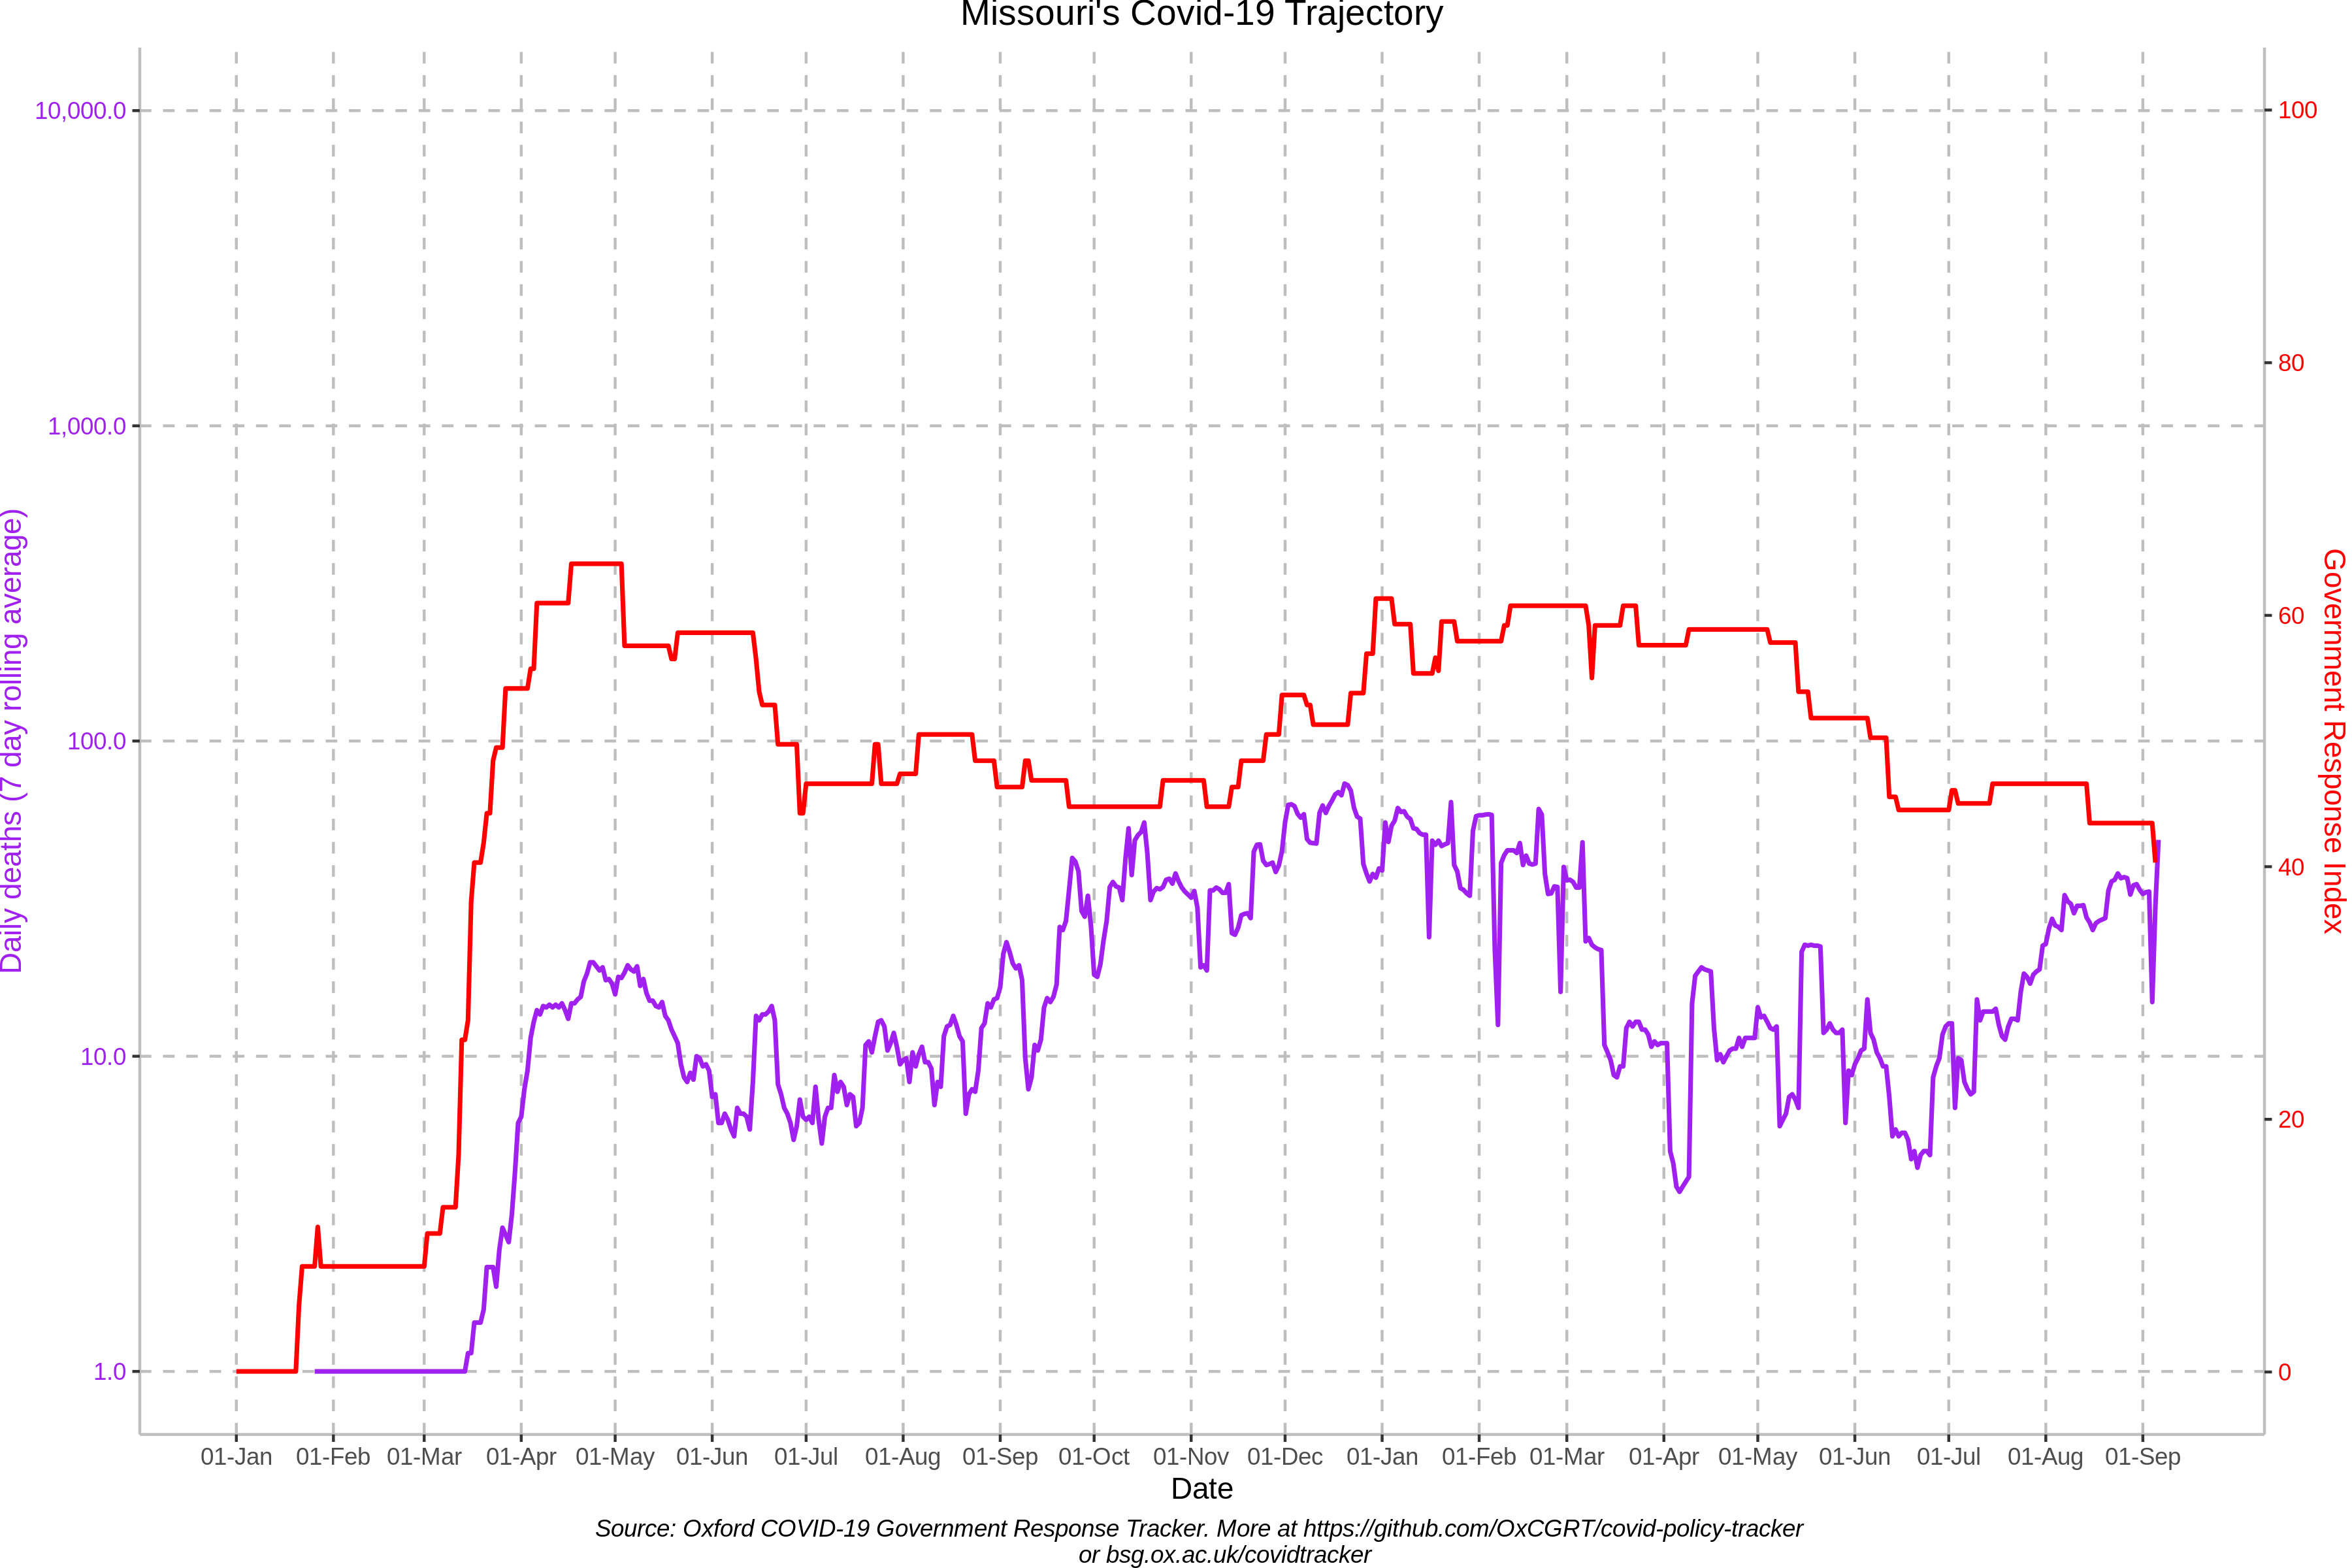 Missouri's Covid-19 Trajectory
10,000.0
1,000.0
100.0
10.0
1.0
Daily deaths (7 day rolling average)
100
80
60
40
20
0
Government Response Index
01-Jan 01-Feb 01-Mar 01-Apr 01-May 01-Jun 01-Jul 01-Aug 01-Sep 01-Oct 01-Nov 01-Dec 01-Jan 01-Feb 01-Mar 01-Apr 01-May 01-Jun 01-Jul 01-Aug 01-Sep
Date
Source: Oxford COVID-19 Government Response Tracker. More at https://github.com/OxCGRT/covid-policy-tracker
or bsg.ox.ac.uk/covidtracker